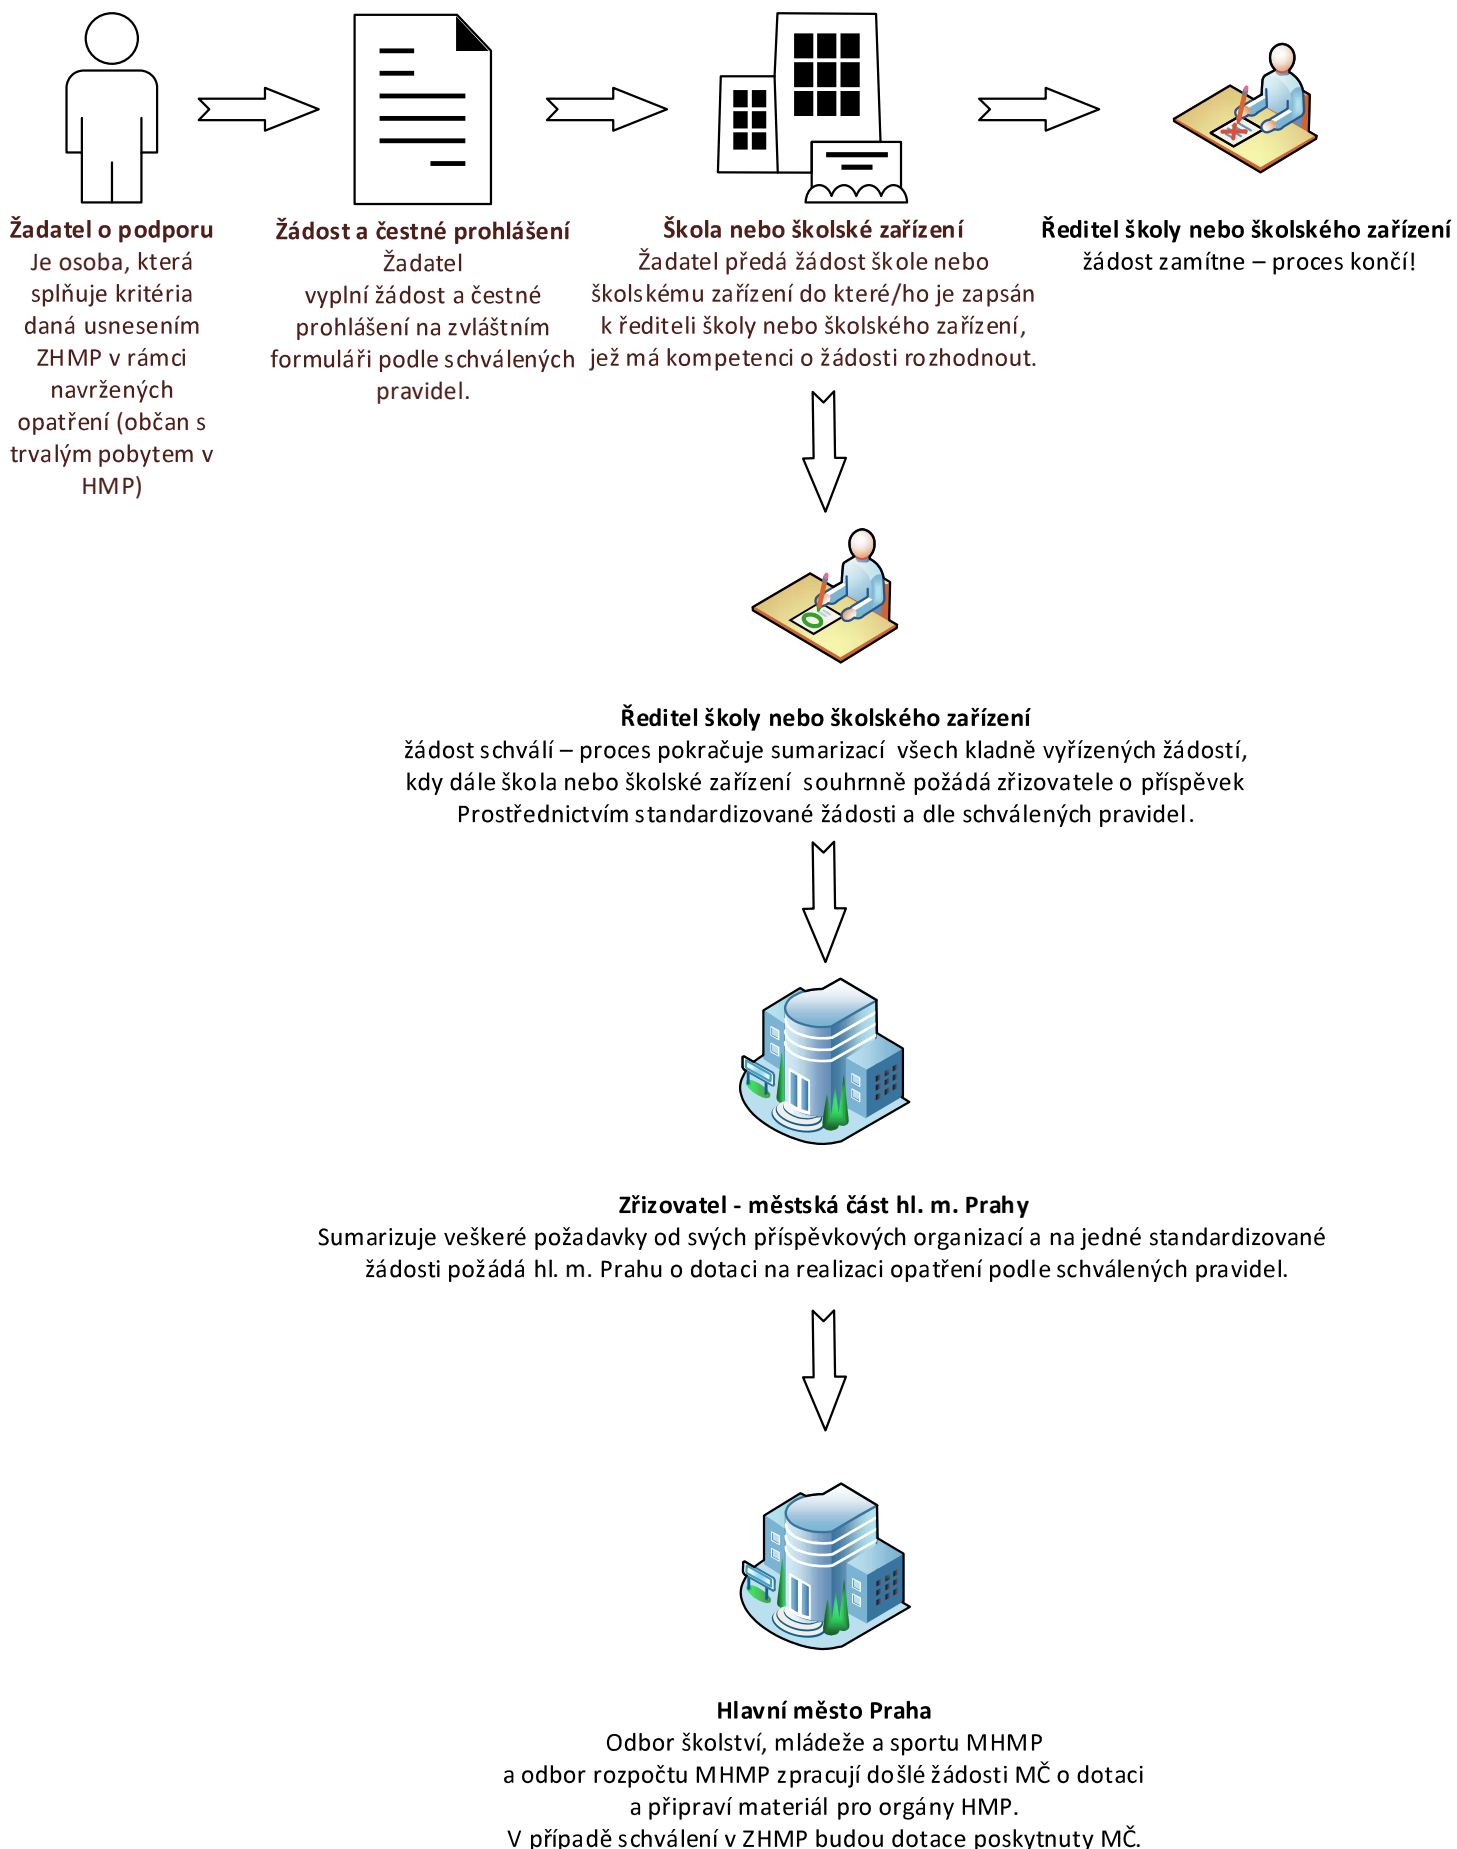 Žadatel o podporu
Je osoba, která
splňuje kritéria
daná usnesením
ZHMP v rámci
navržených
opatření (občan s
trvalým pobytem v
HMP)
Žádost a čestné prohlášení
Žadatel
vyplní žádost a čestné
prohlášení na zvláštním
formuláři podle schválených
pravidel.
Škola nebo školské zařízení
Žadatel předá žádost škole nebo
školskému zařízení do které/ho je zapsán
k řediteli školy nebo školského zařízení,
jež má kompetenci o žádosti rozhodnout.
Ředitel školy nebo školského zařízení
žádost zamítne – proces končí!
Ředitel školy nebo školského zařízení
žádost schválí – proces pokračuje sumarizací všech kladně vyřízených žádostí,
kdy dále škola nebo školské zařízení souhrnně požádá zřizovatele o příspěvek
Prostřednictvím standardizované žádosti a dle schválených pravidel.
Zřizovatel - městská část hl. m. Prahy
Sumarizuje veškeré požadavky od svých příspěvkových organizací a na jedné standardizované
žádosti požádá hl. m. Prahu o dotaci na realizaci opatření podle schválených pravidel.
Hlavní město Praha
Odbor školství, mládeže a sportu MHMP
a odbor rozpočtu MHMP zpracují došlé žádosti MČ o dotaci
a připraví materiál pro orgány HMP.
V případě schválení v ZHMP budou dotace poskytnuty MČ.